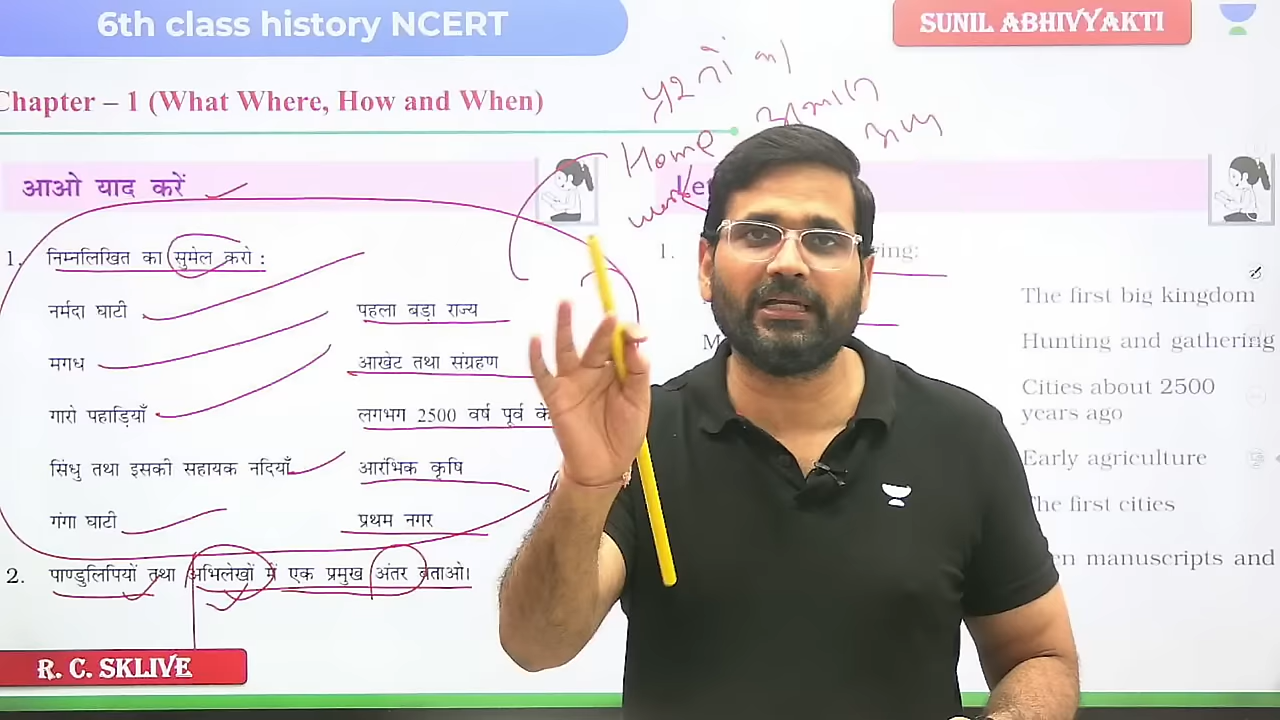 6th class history NCERT
SUNIL ABHIVYAKTI
Chapter – 1 (What Where, How and When)
Home
work
आओ याद करें
1. निम्नलिखित का सुमेल करो :
नर्मदा घाटी
पहला बड़ा राज्य
मगध
आखेट तथा संग्रहण
गारो पहाड़ियाँ
लगभग 2500 वर्ष पूर्व के
सिंधु तथा इसकी सहायक नदियाँ
आरंभिक कृषि
गंगा घाटी
प्रथम नगर
2. पाण्डुलिपियों तथा अभिलेखों में एक प्रमुख अंतर बताओ।
1.
The first big kingdom
Hunting and gathering
Cities about 2500
years ago
Early agriculture
The first cities
manuscripts and
R. C. SKLIVE